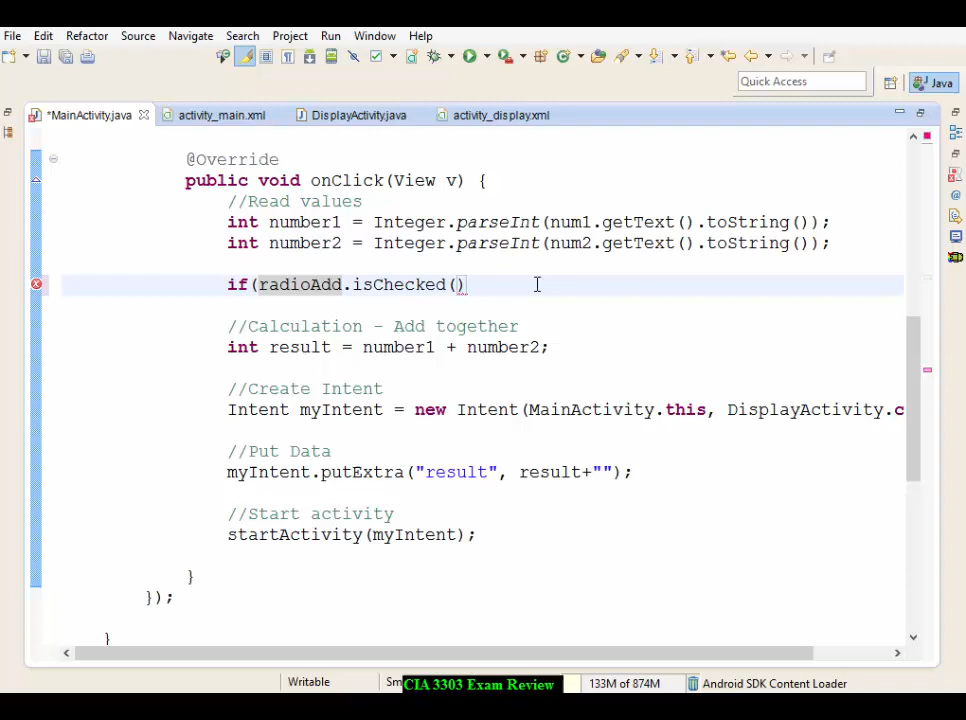 File Edit Refactor Source Navigate Search Project Run Window Help
Quick Access
Java
*MainActivity.java activity_main.xml DisplayActivity.java activity_display.xml
@Override
public void onClick(View v) {
//Read values
int number1 = Integer.parseInt(num1.getText().toString());
int number2 = Integer.parseInt(num2.getText().toString());
if(radioAdd.isChecked()
//Calculation - Add together
int result = number1 + number2;
//Create Intent
Intent myIntent = new Intent(MainActivity.this, DisplayActivity.c
//Put Data
myIntent.putExtra("result", result+"");
//Start activity
startActivity(myIntent);
}
});
}
Writable Sm CIA 3303 Exam Review 133M of 874M Android SDK Content Loader